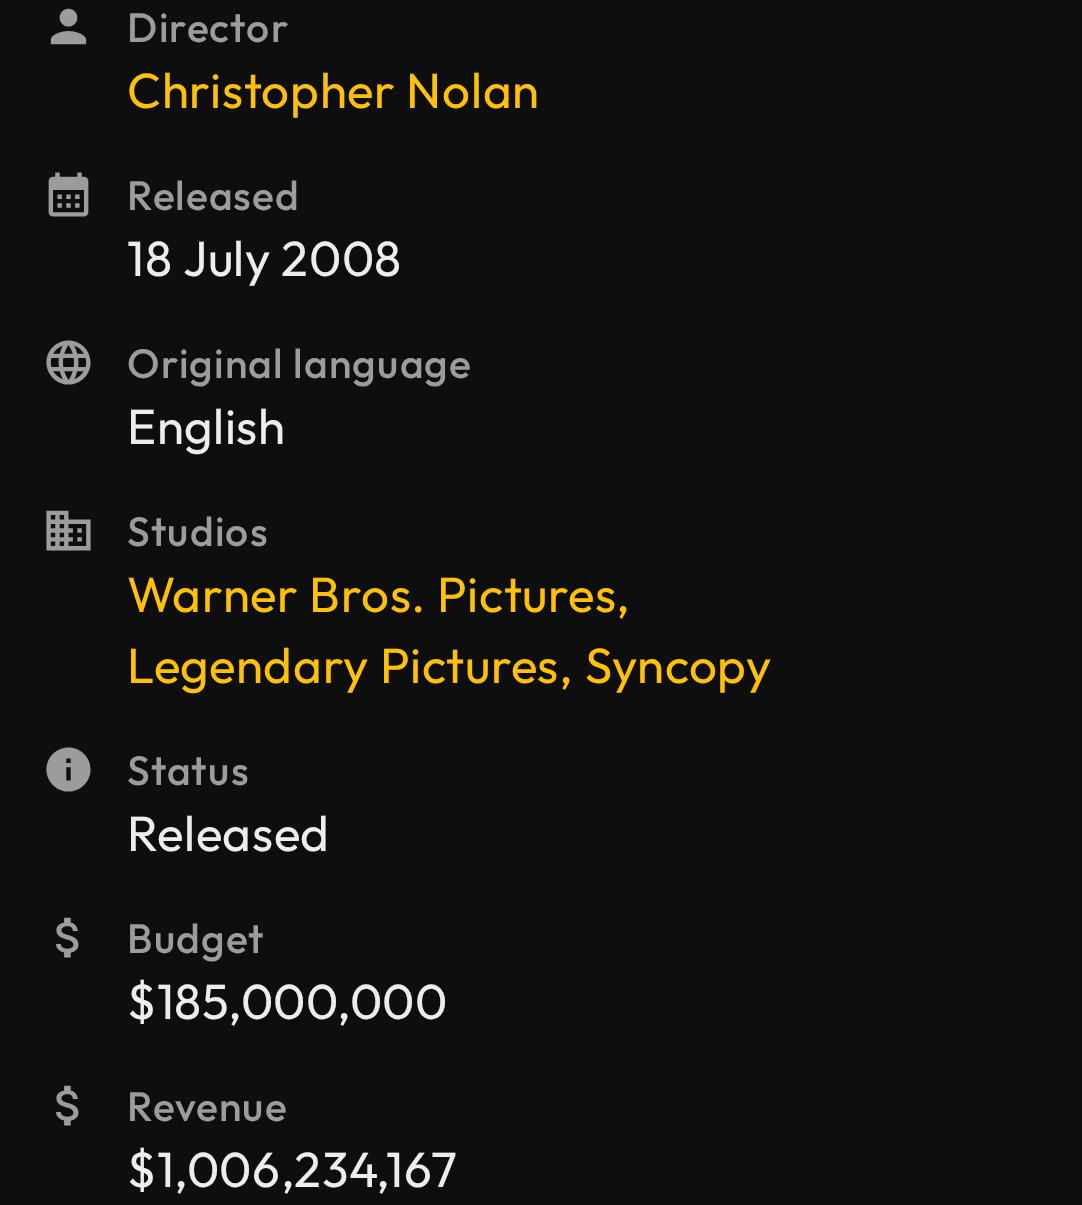 Director
Christopher Nolan
Released
18 July 2008
Original language
English
Studios
Warner Bros. Pictures,
Legendary Pictures, Syncopy
Status
Released
Budget
$185,000,000
Revenue
$1,006,234,167